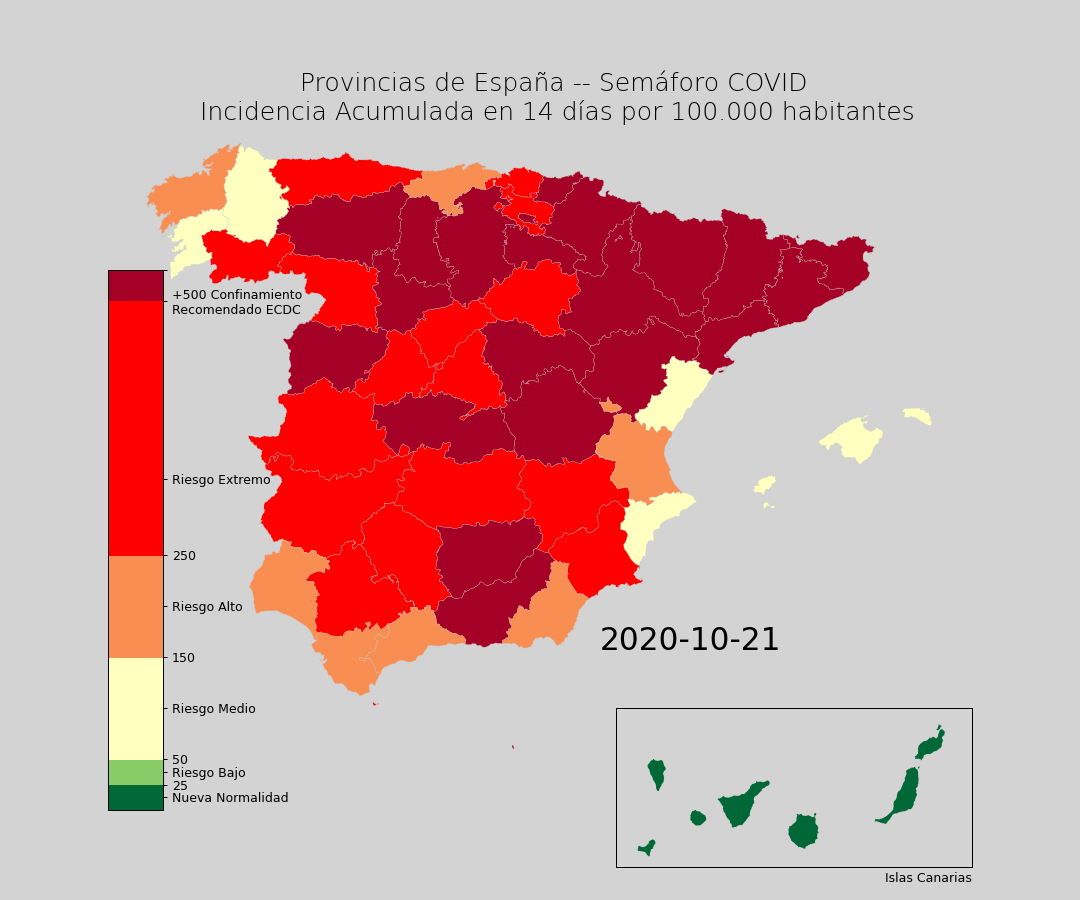 Provincias de España -- Semáforo COVID
Incidencia Acumulada en 14 días por 100.000 habitantes
+500 Confinamiento
Recomendado ECDC
Riesgo Extremo
250
Riesgo Alto
150
Riesgo Medio
50
Riesgo Bajo
25
Nueva Normalidad
2020-10-21
Islas Canarias